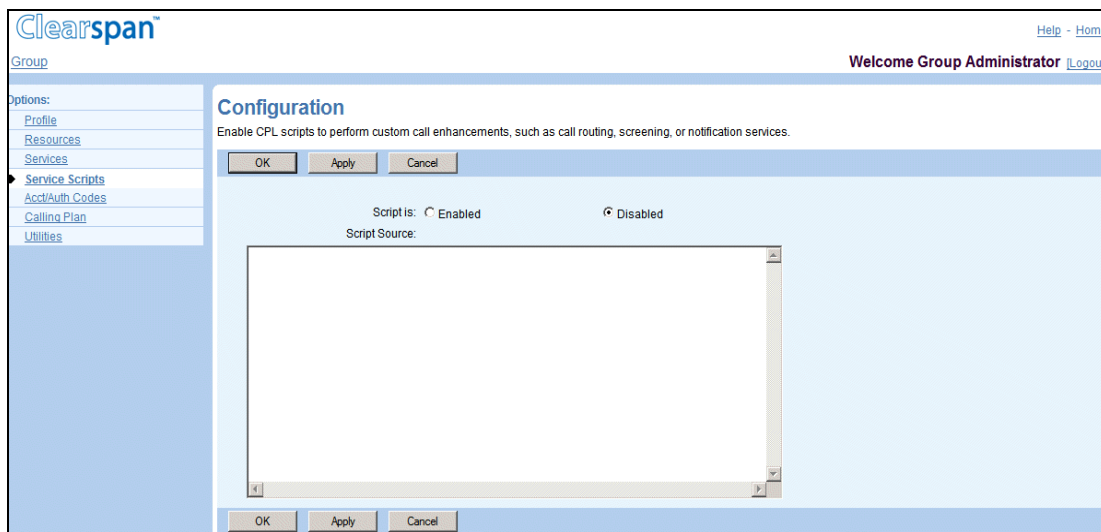 Clearspan™
Help - Hom
Group
Welcome Group Administrator [Logou
Options:
Profile
Resources
Services
Service Scripts
Acct/Auth Codes
Calling Plan
Utilities
Configuration
Enable CPL scripts to perform custom call enhancements, such as call routing, screening, or notification services.
OK Apply Cancel
Script is: Enabled Disabled
Script Source:
OK Apply Cancel